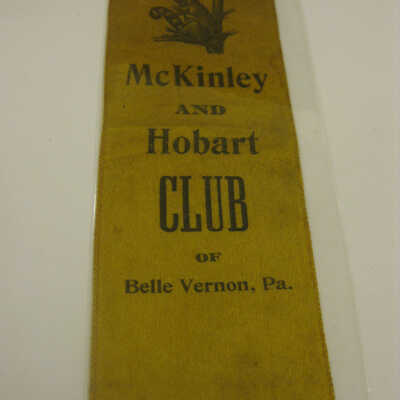 McKinley
AND
Hobart
CLUB
OF
Belle Vernon, Pa.